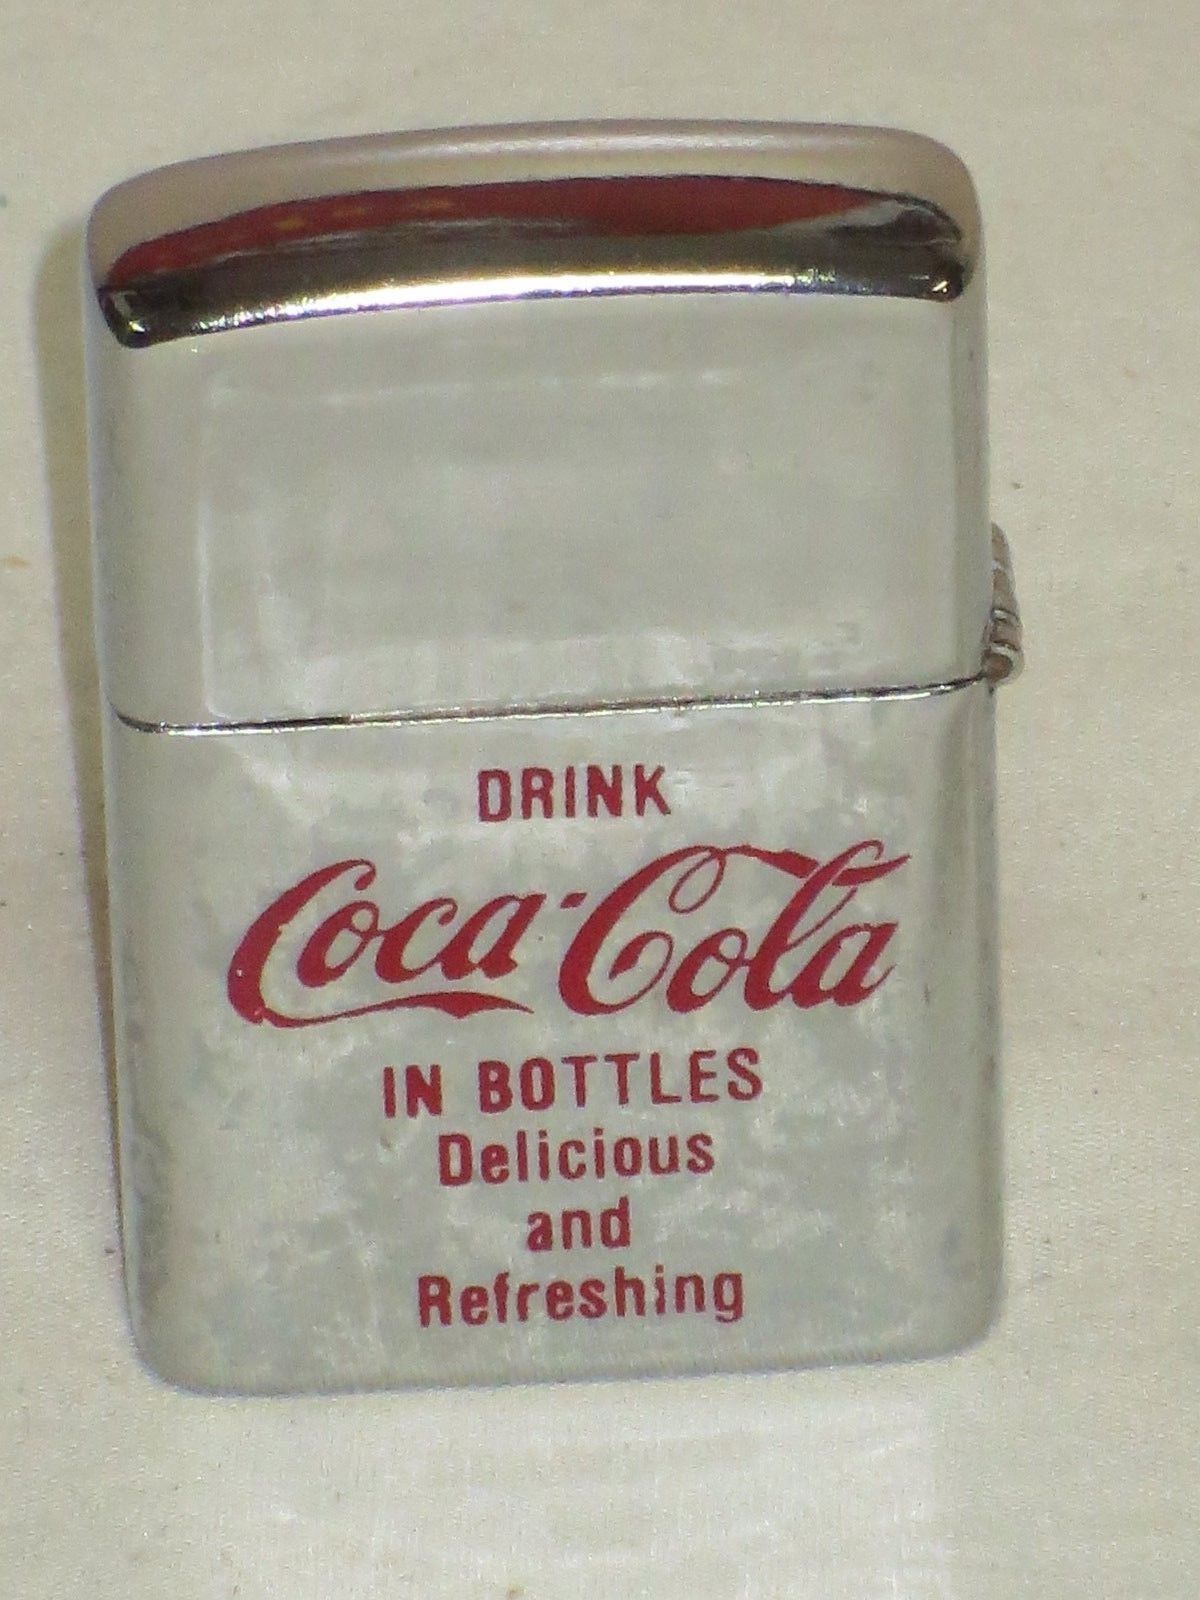 DRINK
Coca-Cola
IN BOTTLES
Delicious
and
Refreshing